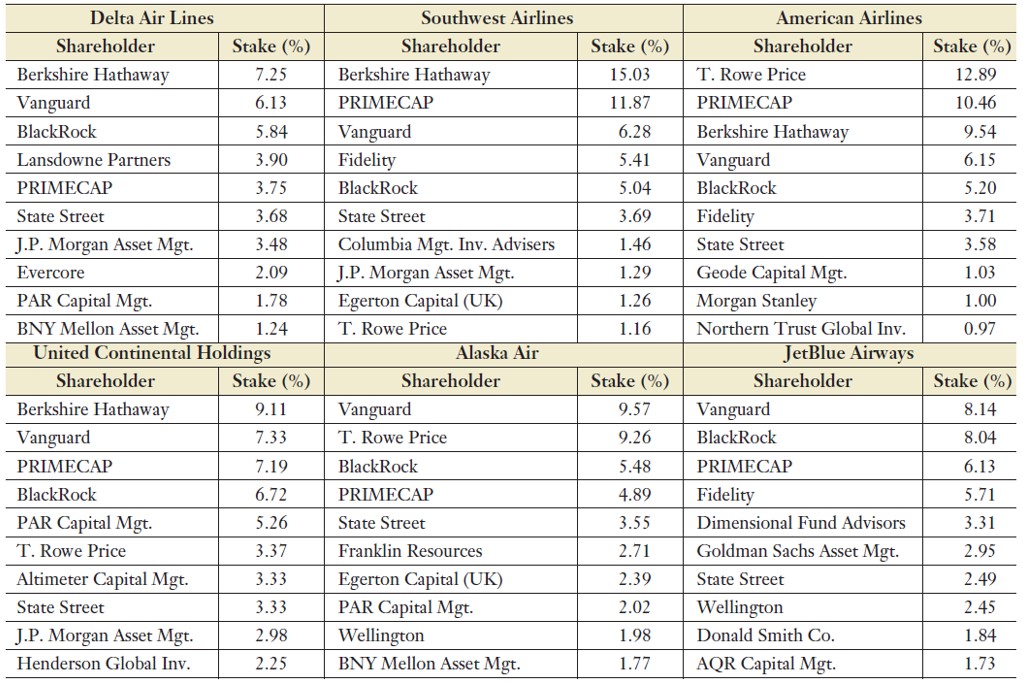 Delta Air Lines Southwest Airlines American Airlines
Shareholder Stake (%) Shareholder Stake (%) Shareholder Stake (%)
Berkshire Hathaway 7.25 Berkshire Hathaway 15.03 T. Rowe Price 12.89
Vanguard 6.13 PRIMECAP 11.87 PRIMECAP 10.46
BlackRock 5.84 Vanguard 6.28 Berkshire Hathaway 9.54
Lansdowne Partners 3.90 Fidelity 5.41 Vanguard 6.15
PRIMECAP 3.75 BlackRock 5.04 BlackRock 5.20
State Street 3.68 State Street 3.69 Fidelity 3.71
J.P. Morgan Asset Mgt. 3.48 Columbia Mgt. Inv. Advisers 1.46 State Street 3.58
Evercore 2.09 J.P. Morgan Asset Mgt. 1.29 Geode Capital Mgt. 1.03
PAR Capital Mgt. 1.78 Egerton Capital (UK) 1.26 Morgan Stanley 1.00
BNY Mellon Asset Mgt. 1.24 T. Rowe Price 1.16 Northern Trust Global Inv. 0.97
United Continental Holdings Alaska Air JetBlue Airways
Shareholder Stake (%) Shareholder Stake (%) Shareholder Stake (%)
Berkshire Hathaway 9.11 Vanguard 9.57 Vanguard 8.14
Vanguard 7.33 T. Rowe Price 9.26 BlackRock 8.04
PRIMECAP 7.19 BlackRock 5.48 PRIMECAP 6.13
BlackRock 6.72 PRIMECAP 4.89 Fidelity 5.71
PAR Capital Mgt. 5.26 State Street 3.55 Dimensional Fund Advisors 3.31
T. Rowe Price 3.37 Franklin Resources 2.71 Goldman Sachs Asset Mgt. 2.95
Altimeter Capital Mgt. 3.33 Egerton Capital (UK) 2.39 State Street 2.49
State Street 3.33 PAR Capital Mgt. 2.02 Wellington 2.45
J.P. Morgan Asset Mgt. 2.98 Wellington 1.98 Donald Smith Co. 1.84
Henderson Global Inv. 2.25 BNY Mellon Asset Mgt. 1.77 AQR Capital Mgt. 1.73